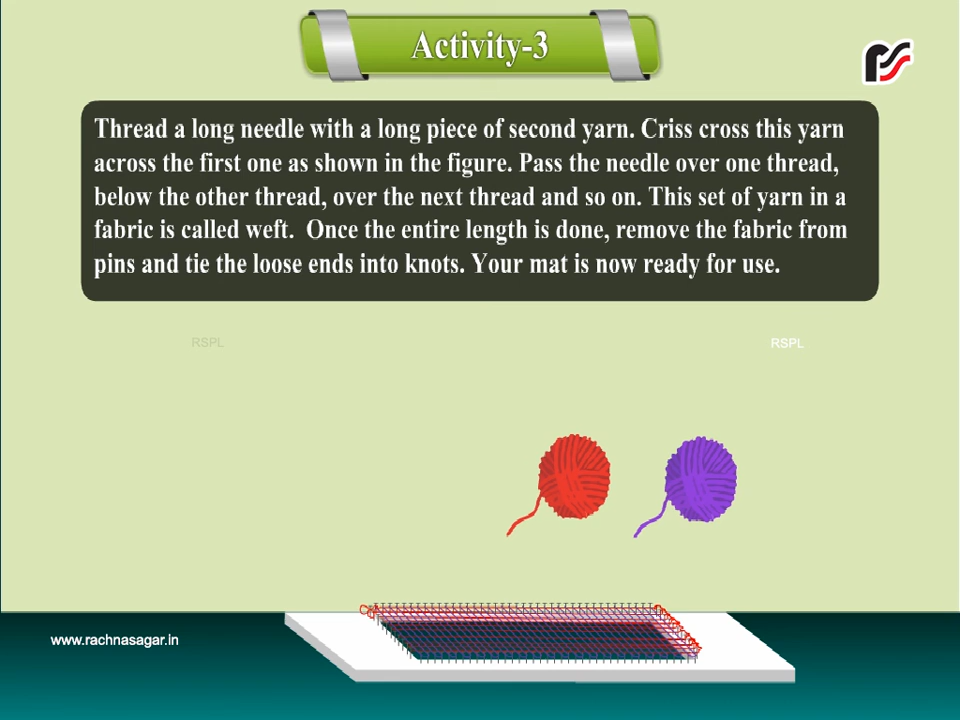 Activity-3
Thread a long needle with a long piece of second yarn. Criss cross this yarn
across the first one as shown in the figure. Pass the needle over one thread,
below the other thread, over the next thread and so on. This set of yarn in a
fabric is called weft.  Once the entire length is done, remove the fabric from
pins and tie the loose ends into knots. Your mat is now ready for use.
RSPL RSPL
www.rachnasagar.in